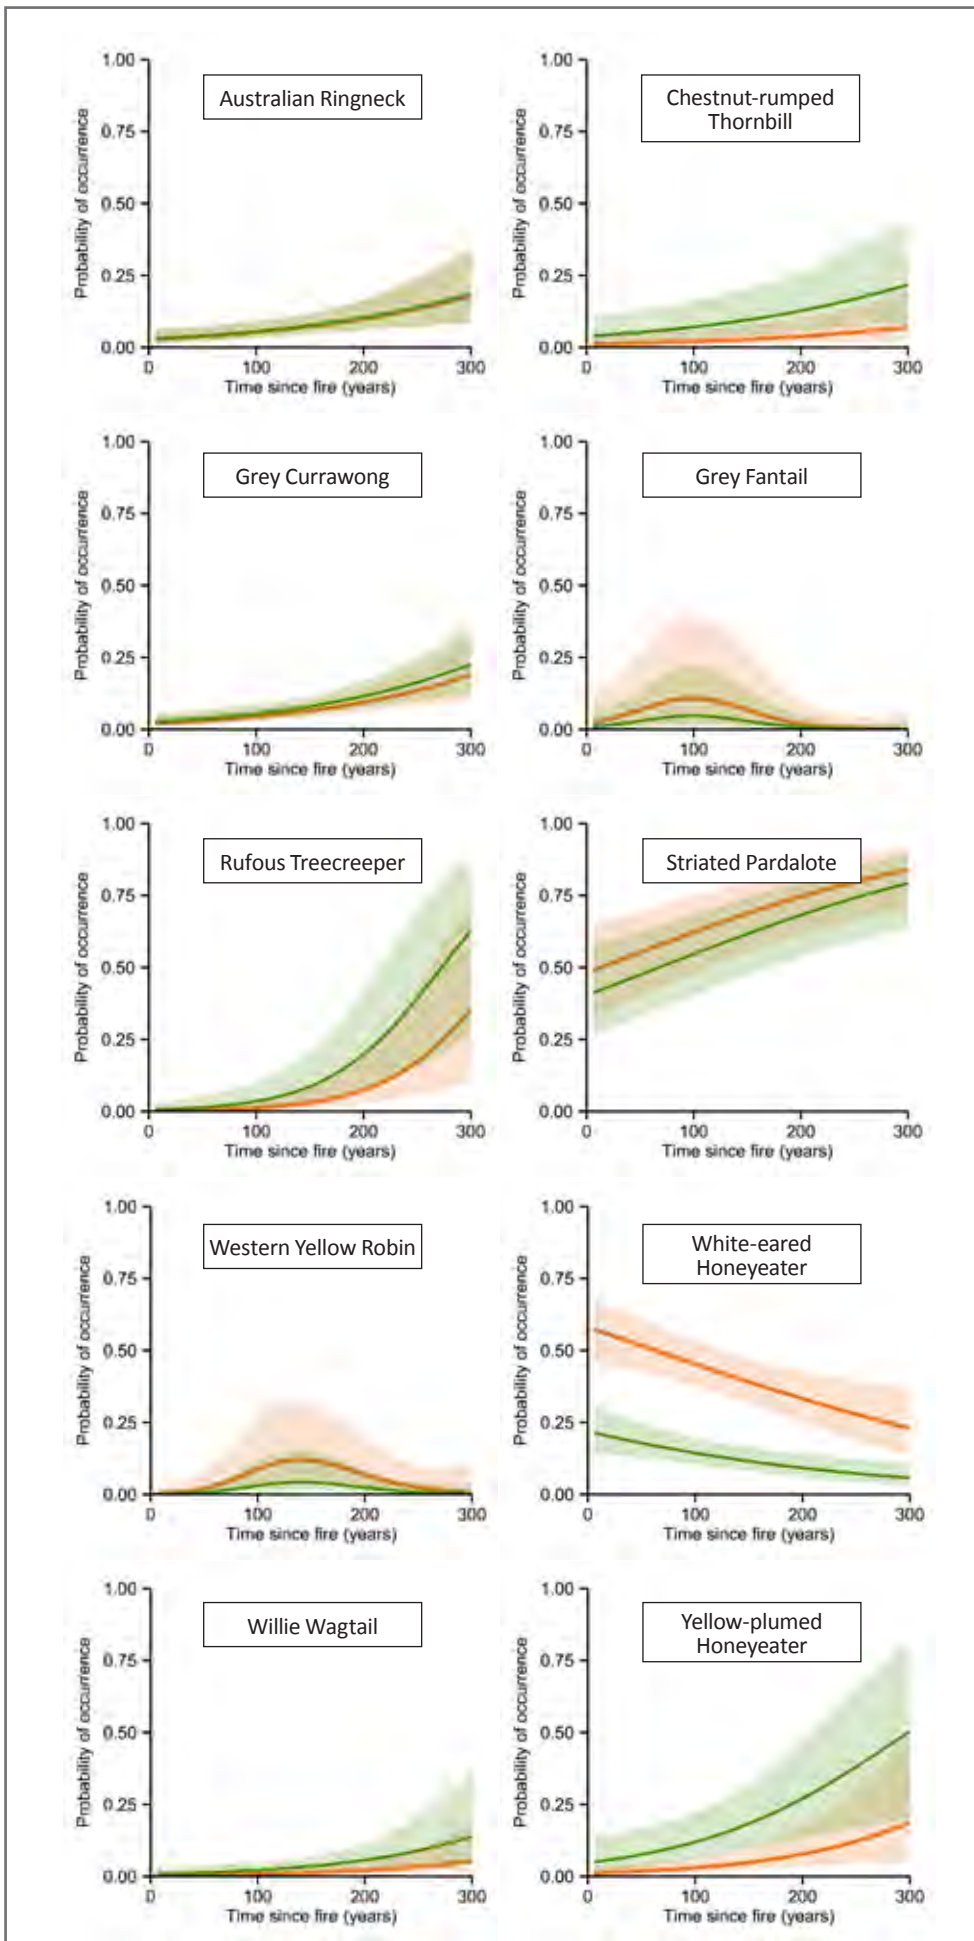 1.00
0.75
0.50
0.25
0.00
Probability of occurrence
Australian Ringneck
0 100 200 300
Time since fire (years)
1.00
0.75
0.50
0.25
0.00
Probability of occurrence
Chestnut-rumped
Thornbill
0 100 200 300
Time since fire (years)
1.00
0.75
0.50
0.25
0.00
Probability of occurrence
Grey Currawong
0 100 200 300
Time since fire (years)
1.00
0.75
0.50
0.25
0.00
Probability of occurrence
Grey Fantail
0 100 200 300
Time since fire (years)
1.00
0.75
0.50
0.25
0.00
Probability of occurrence
Rufous Treecreeper
0 100 200 300
Time since fire (years)
1.00
0.75
0.50
0.25
0.00
Probability of occurrence
Striated Pardalote
0 100 200 300
Time since fire (years)
1.00
0.75
0.50
0.25
0.00
Probability of occurrence
Western Yellow Robin
0 100 200 300
Time since fire (years)
1.00
0.75
0.50
0.25
0.00
Probability of occurrence
White-eared
Honeyeater
0 100 200 300
Time since fire (years)
1.00
0.75
0.50
0.25
0.00
Probability of occurrence
Willie Wagtail
0 100 200 300
Time since fire (years)
1.00
0.75
0.50
0.25
0.00
Probability of occurrence
Yellow-plumed
Honeyeater
0 100 200 300
Time since fire (years)